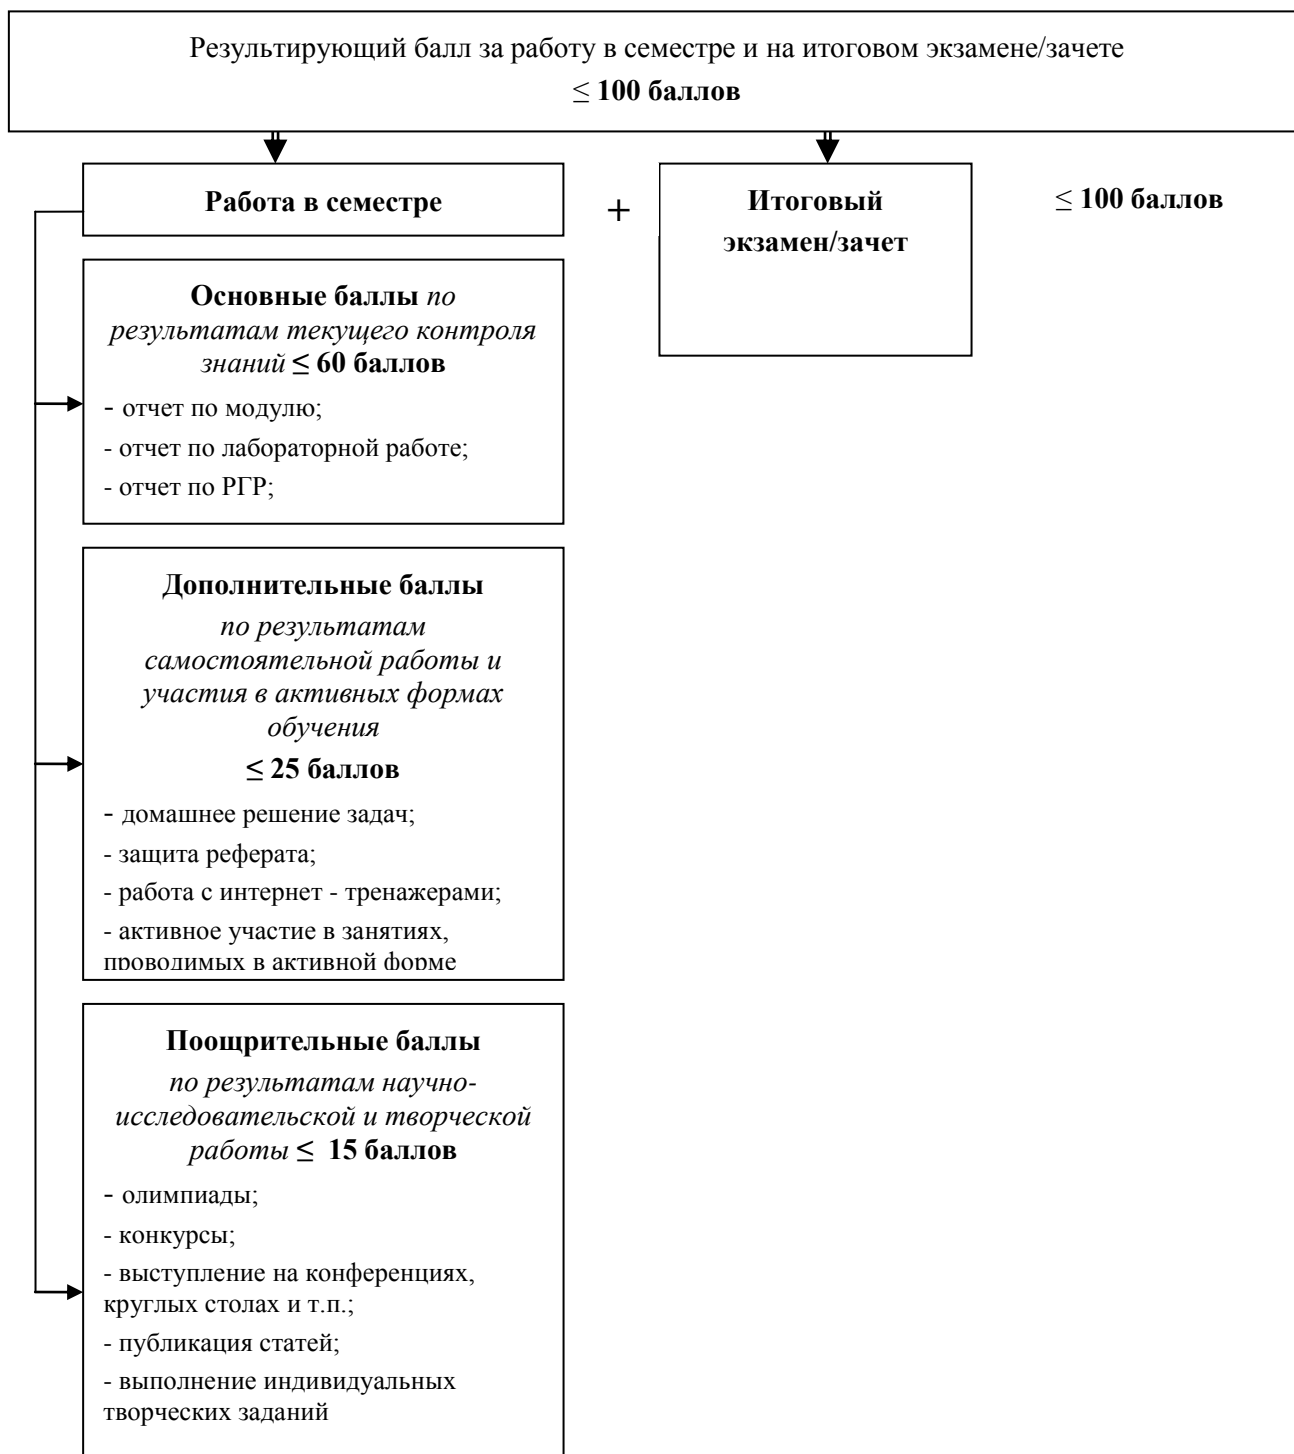 Результирующий балл за работу в семестре и на итоговом экзамене/зачете
≤ 100 баллов
Работа в семестре
+
Итоговый
экзамен/зачет
≤ 100 баллов
Основные баллы по
результатам текущего контроля
знаний ≤ 60 баллов
- отчет по модулю;
- отчет по лабораторной работе;
- отчет по РГР;
Дополнительные баллы
по результатам
самостоятельной работы и
участия в активных формах
обучения
≤ 25 баллов
- домашнее решение задач;
- защита реферата;
- работа с интернет - тренажерами;
- активное участие в занятиях,
проводимых в активной форме
Поощрительные баллы
по результатам научно-
исследовательской и творческой
работы ≤ 15 баллов
- олимпиады;
- конкурсы;
- выступление на конференциях,
круглых столах и т.п.;
- публикация статей;
- выполнение индивидуальных
творческих заданий